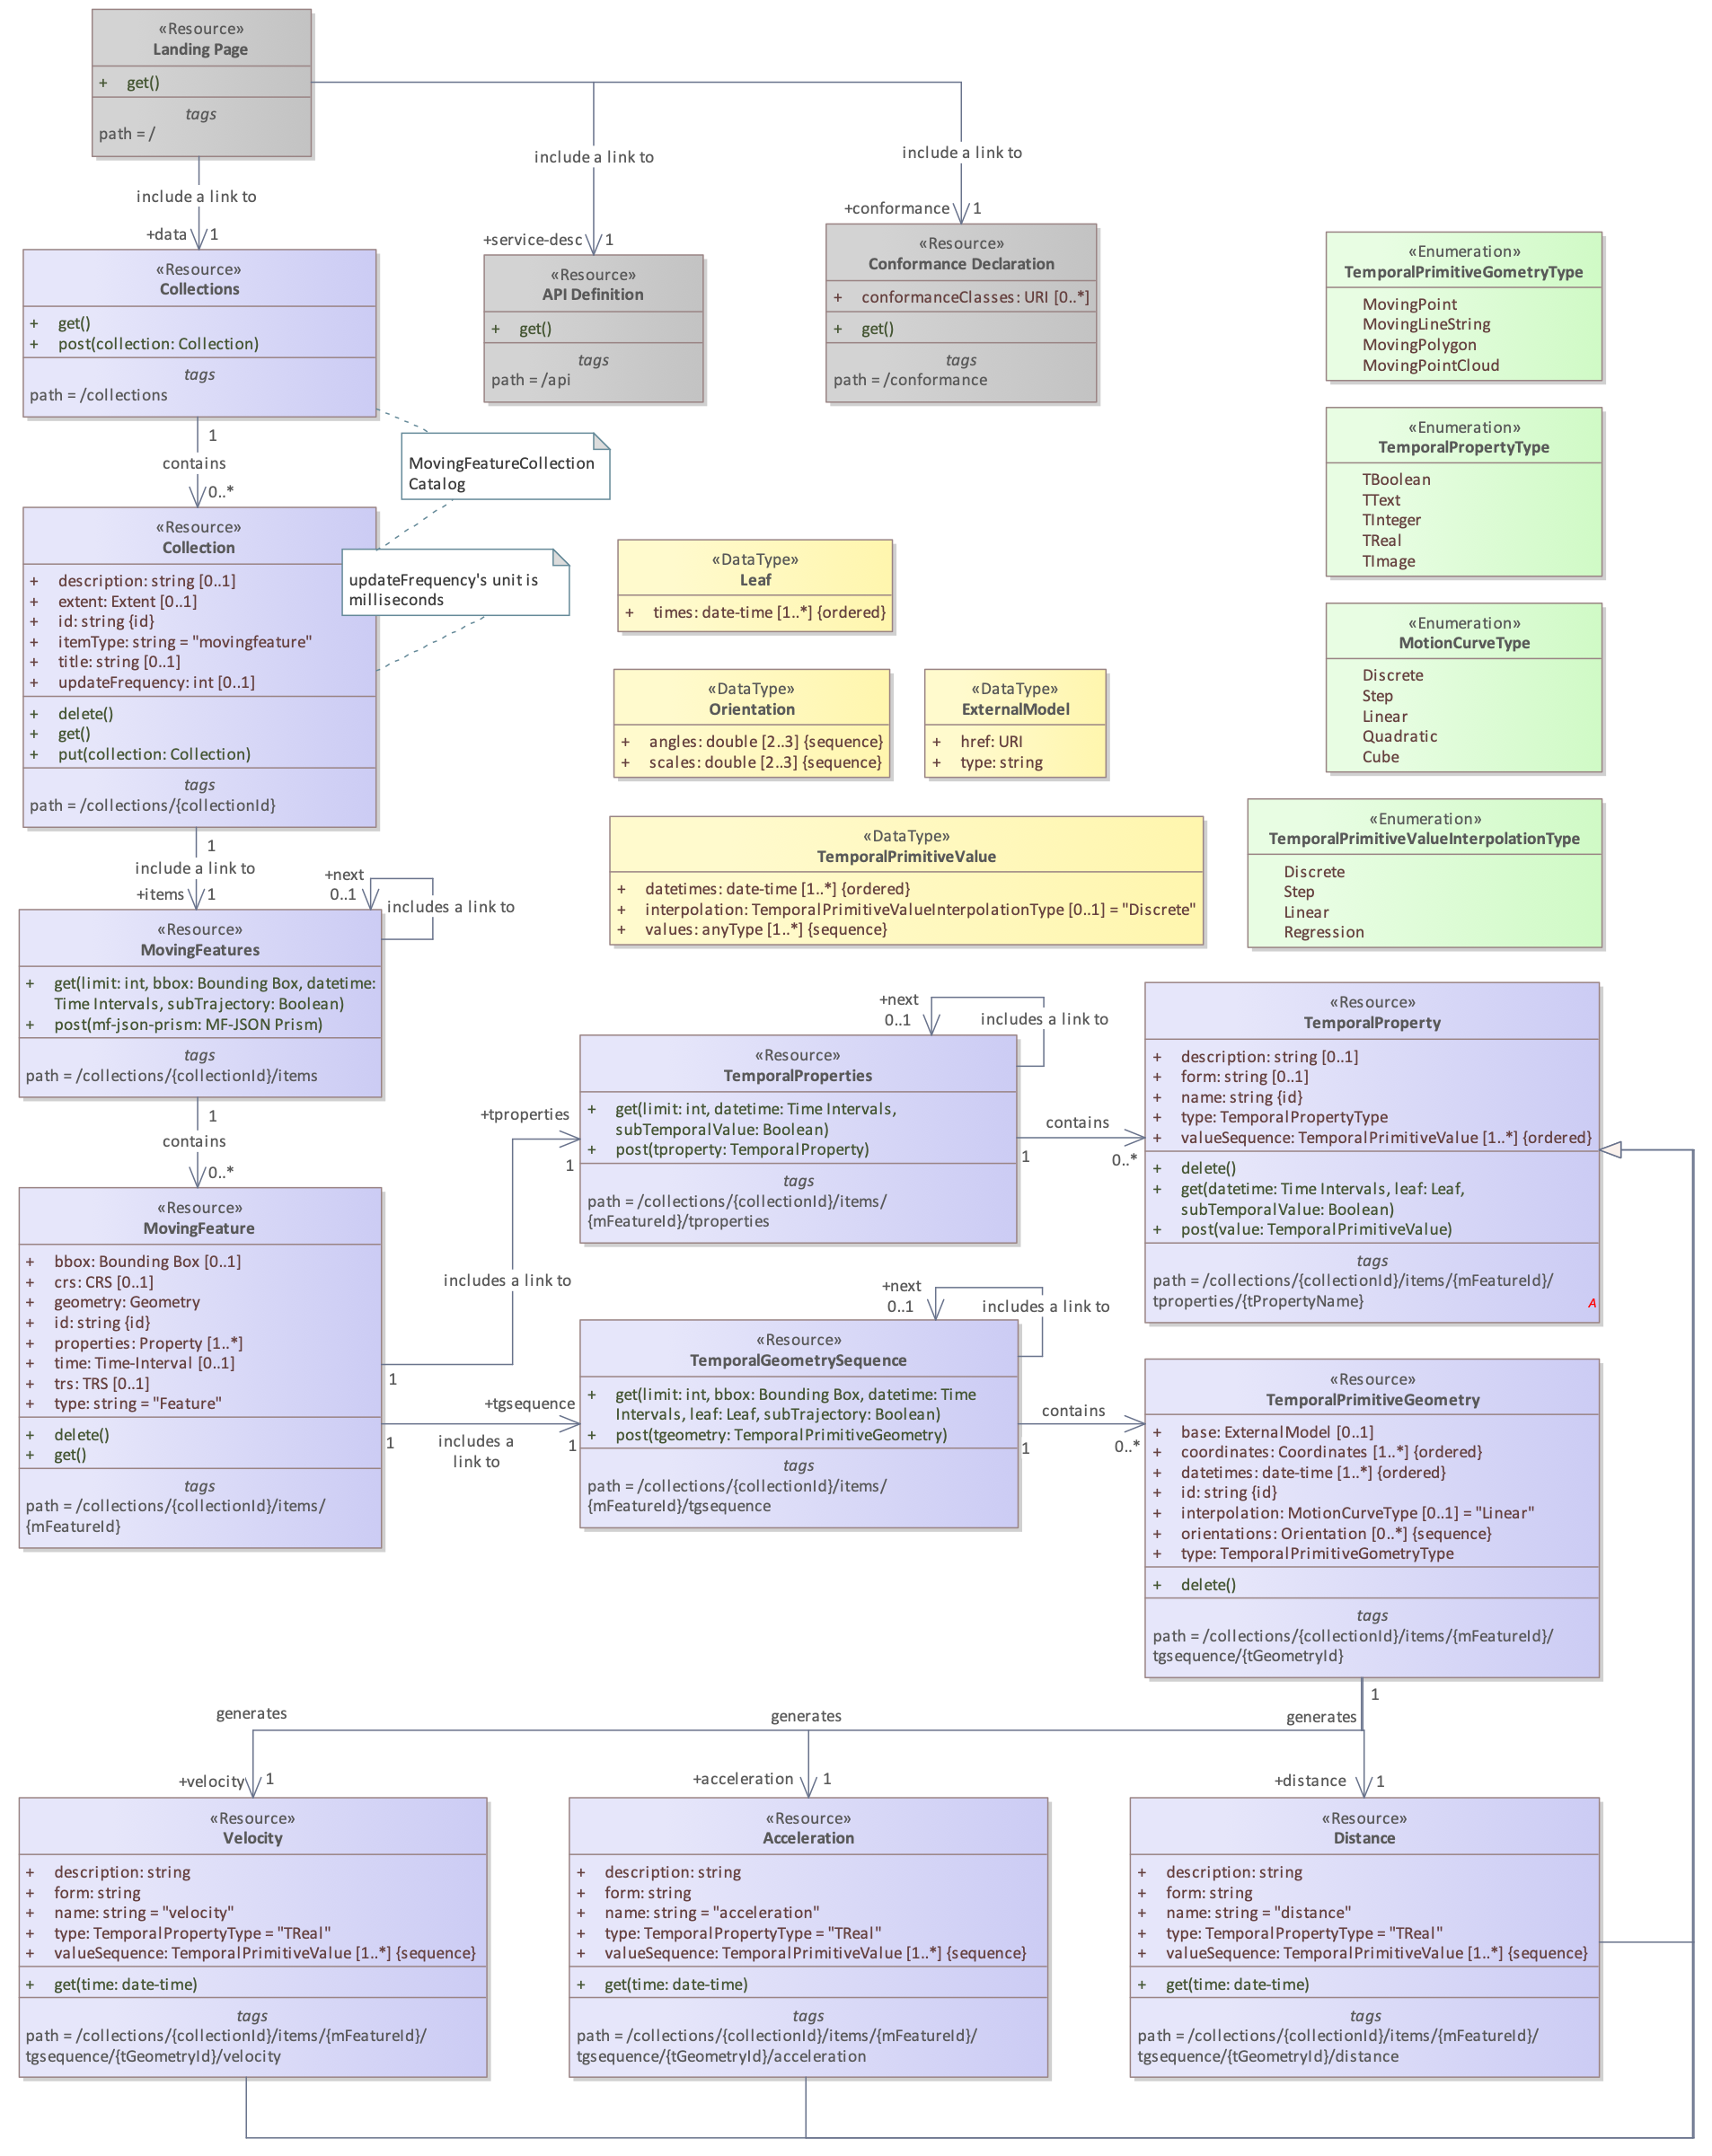 «Resource»
Landing Page
+ get()
tags
path = /
include a link to
+data 1
include a link to
+service-desc 1
include a link to
+conformance 1
«Resource»
Collections
+ get()
+ post(collection: Collection)
tags
path = /collections
«Resource»
API Definition
+ get()
tags
path = /api
«Resource»
Conformance Declaration
+ conformanceClasses: URI [0..*]
+ get()
tags
path = /conformance
«Enumeration»
TemporalPrimitiveGometryType
MovingPoint
MovingLineString
MovingPolygon
MovingPointCloud
«Enumeration»
TemporalPropertyType
TBoolean
TText
TInteger
TReal
TImage
«Enumeration»
MotionCurveType
Discrete
Step
Linear
Quadratic
Cube
«Enumeration»
TemporalPrimitiveValueInterpolationType
Discrete
Step
Linear
Regression
1
contains
0..*
MovingFeatureCollection
Catalog
updateFrequency's unit is
milliseconds
«Resource»
Collection
+ description: string [0..1]
+ extent: Extent [0..1]
+ id: string {id}
+ itemType: string = "movingfeature"
+ title: string [0..1]
+ updateFrequency: int [0..1]
+ delete()
+ get()
+ put(collection: Collection)
tags
path = /collections/{collectionId}
«DataType»
Leaf
+ times: date-time [1..*] {ordered}
«DataType»
Orientation
+ angles: double [2..3] {sequence}
+ scales: double [2..3] {sequence}
«DataType»
ExternalModel
+ href: URI
+ type: string
«DataType»
TemporalPrimitiveValue
+ datetimes: date-time [1..*] {ordered}
+ interpolation: TemporalPrimitiveValueInterpolationType [0..1] = "Discrete"
+ values: anyType [1..*] {sequence}
1
include a link to
+items 1
+next
0..1
includes a link to
«Resource»
MovingFeatures
+ get(limit: int, bbox: Bounding Box, datetime:
Time Intervals, subTrajectory: Boolean)
+ post(mf-json-prism: MF-JSON Prism)
tags
path = /collections/{collectionId}/items
1
contains
0..*
«Resource»
MovingFeature
+ bbox: Bounding Box [0..1]
+ crs: CRS [0..1]
+ geometry: Geometry
+ id: string {id}
+ properties: Property [1..*]
+ time: Time-Interval [0..1]
+ trs: TRS [0..1]
+ type: string = "Feature"
+ delete()
+ get()
tags
path = /collections/{collectionId}/items/
{mFeatureId}
+tproperties
1
includes a link to
1
+tgsequence
1
includes a
link to
1
+next
0..1
includes a link to
«Resource»
TemporalProperties
+ get(limit: int, datetime: Time Intervals,
subTemporalValue: Boolean)
+ post(tproperty: TemporalProperty)
tags
path = /collections/{collectionId}/items/
{mFeatureId}/tproperties
contains
1
0..*
«Resource»
TemporalProperty
+ description: string [0..1]
+ form: string [0..1]
+ name: string {id}
+ type: TemporalPropertyType
+ valueSequence: TemporalPrimitiveValue [1..*] {ordered}
+ delete()
+ get(datetime: Time Intervals, leaf: Leaf,
subTemporalValue: Boolean)
+ post(value: TemporalPrimitiveValue)
tags
path = /collections/{collectionId}/items/{mFeatureId}/
tproperties/{tPropertyName}
A
+next
0..1
includes a link to
«Resource»
TemporalGeometrySequence
+ get(limit: int, bbox: Bounding Box, datetime: Time
Intervals, leaf: Leaf, subTrajectory: Boolean)
+ post(tgeometry: TemporalPrimitiveGeometry)
tags
path = /collections/{collectionId}/items/
{mFeatureId}/tgsequence
contains
1
0..*
«Resource»
TemporalPrimitiveGeometry
+ base: ExternalModel [0..1]
+ coordinates: Coordinates [1..*] {ordered}
+ datetimes: date-time [1..*] {ordered}
+ id: string {id}
+ interpolation: MotionCurveType [0..1] = "Linear"
+ orientations: Orientation [0..*] {sequence}
+ type: TemporalPrimitiveGometryType
+ delete()
tags
path = /collections/{collectionId}/items/{mFeatureId}/
tgsequence/{tGeometryId}
1
generates
generates
generates
+velocity 1
+acceleration 1
+distance 1
«Resource»
Velocity
+ description: string
+ form: string
+ name: string = "velocity"
+ type: TemporalPropertyType = "TReal"
+ valueSequence: TemporalPrimitiveValue [1..*] {sequence}
+ get(time: date-time)
tags
path = /collections/{collectionId}/items/{mFeatureId}/
tgsequence/{tGeometryId}/velocity
«Resource»
Acceleration
+ description: string
+ form: string
+ name: string = "acceleration"
+ type: TemporalPropertyType = "TReal"
+ valueSequence: TemporalPrimitiveValue [1..*] {sequence}
+ get(time: date-time)
tags
path = /collections/{collectionId}/items/{mFeatureId}/
tgsequence/{tGeometryId}/acceleration
«Resource»
Distance
+ description: string
+ form: string
+ name: string = "distance"
+ type: TemporalPropertyType = "TReal"
+ valueSequence: TemporalPrimitiveValue [1..*] {sequence}
+ get(time: date-time)
tags
path = /collections/{collectionId}/items/{mFeatureId}/
tgsequence/{tGeometryId}/distance